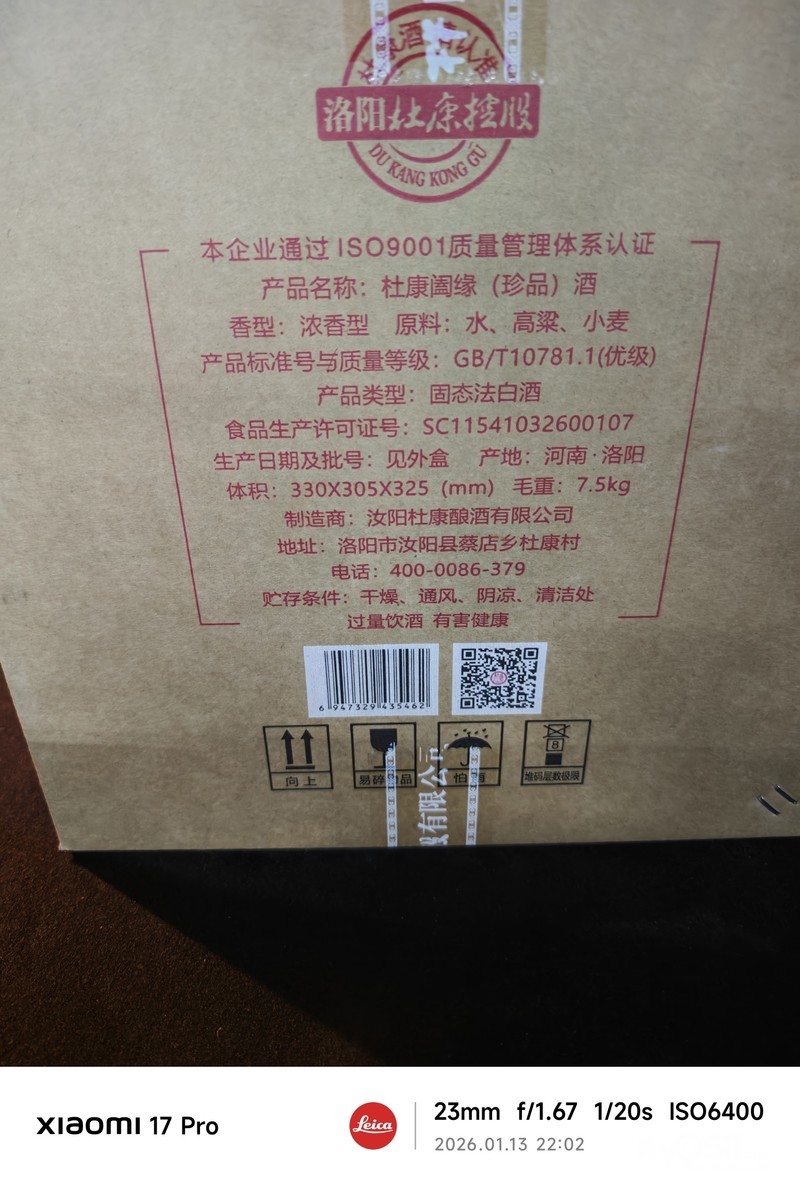 洛阳杜康控股
DU KANG KONG GU
本企业通过ISO9001质量管理体系认证
产品名称：杜康阖缘（珍品）酒
香型：浓香型 原料：水、高粱、小麦
产品标准号与质量等级：GB/T10781.1(优级)
产品类型：固态法白酒
食品生产许可证号：SC11541032600107
生产日期及批号：见外盒 产地：河南·洛阳
体积：330X305X325 (mm) 毛重：7.5kg
制造商：汝阳杜康酿酒有限公司
地址：洛阳市汝阳县蔡店乡杜康村
电话：400-0086-379
贮存条件：干燥、通风、阴凉、清洁处
过量饮酒 有害健康
6 947329 435462
向上
易碎物品
怕
8
堆码层数极限
有限公司
xiaomi 17 Pro
Leica
23mm f/1.67 1/20s ISO6400
2026.01.13 22:02